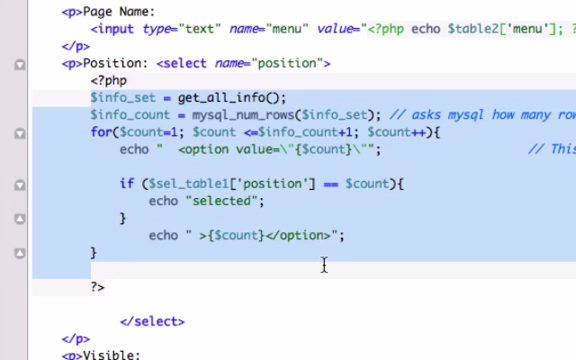 <p>Page Name:
<input type="text" name="menu" value="<?php echo $table2['menu'];
</p>
<p>Position: <select name="position">
<?php
$info_set = get_all_info();
$info_count = mysql_num_rows($info_set); // asks mysql how many
for($count=1; $count <=$info_count+1; $count++){
echo "  <option value=\"{$count}\""; // This
if ($sel_table1['position'] == $count){
echo "selected";
}
echo " >{$count}</option>";
}
?>
</select>
</p>
<p>Visible: